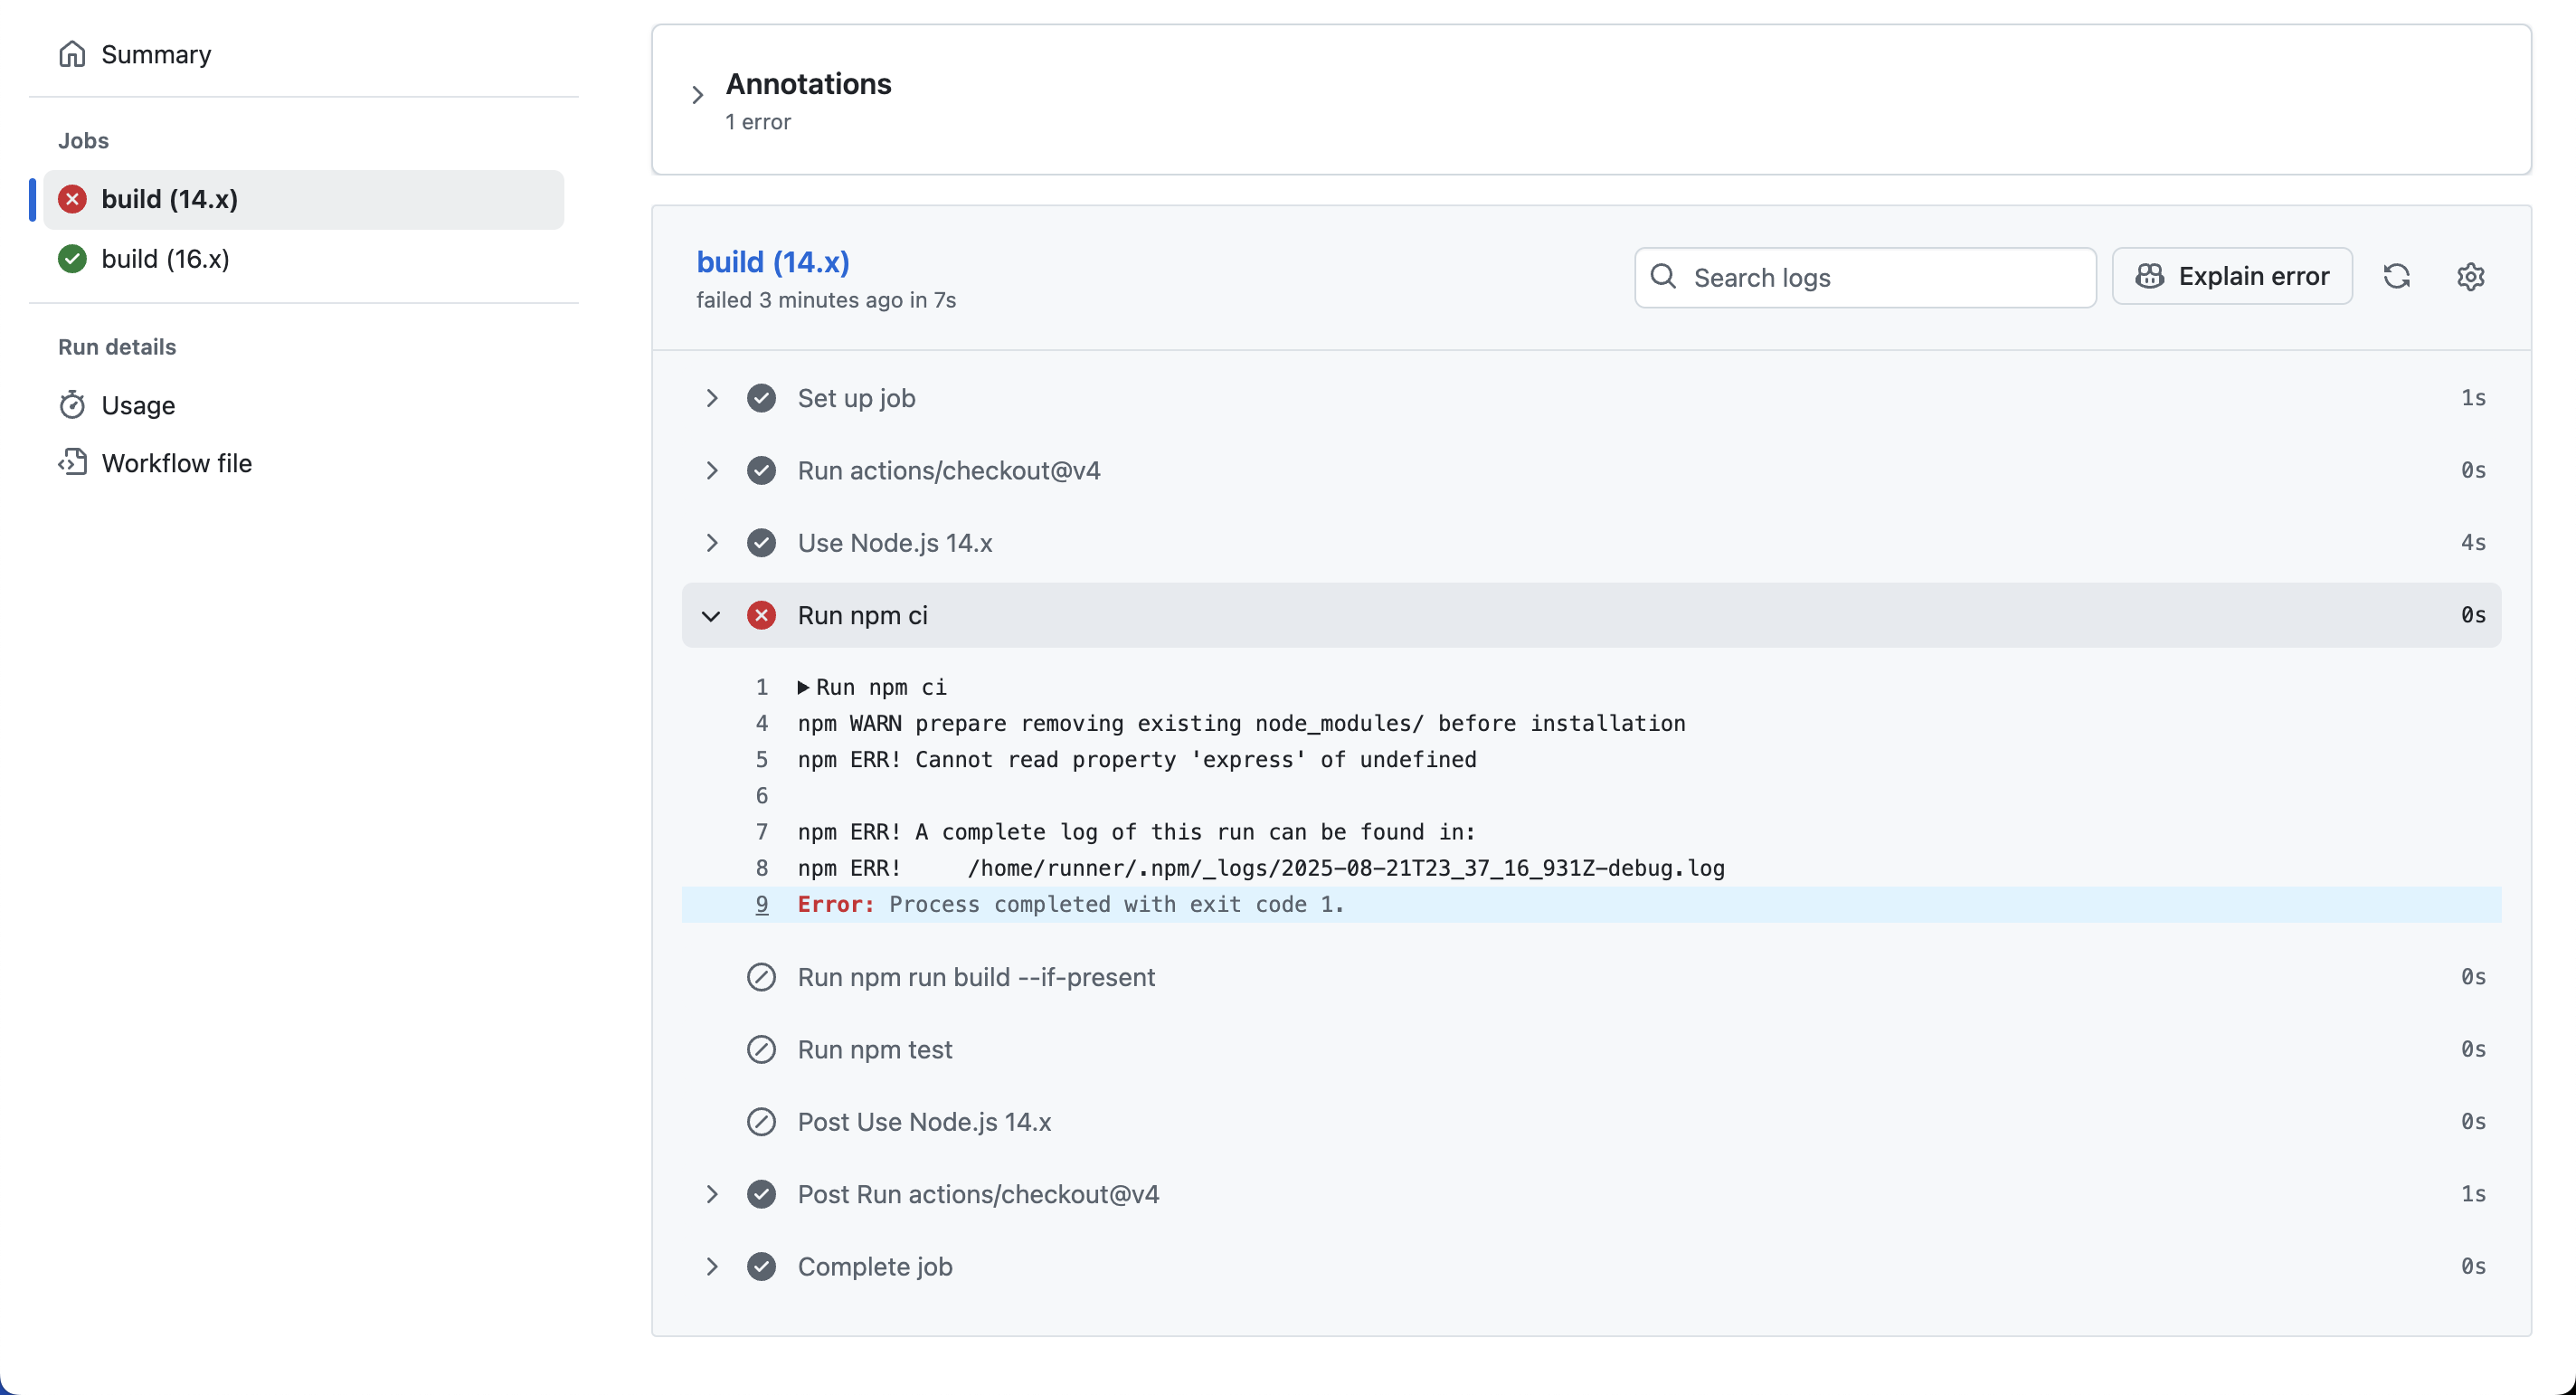 Summary
Jobs
build (14.x)
build (16.x)
Run details
Usage
Workflow file
Annotations
1 error
build (14.x)
failed 3 minutes ago in 7s
Search logs
Explain error
Set up job 1s
Run actions/checkout@v4 0s
Use Node.js 14.x 4s
Run npm ci 0s
1 Run npm ci
4 npm WARN prepare removing existing node_modules/ before installation
5 npm ERR! Cannot read property 'express' of undefined
6
7 npm ERR! A complete log of this run can be found in:
8 npm ERR!     /home/runner/.npm/_logs/2025-08-21T23_37_16_931Z-debug.log
9 Error: Process completed with exit code 1.
Run npm run build --if-present 0s
Run npm test 0s
Post Use Node.js 14.x 0s
Post Run actions/checkout@v4 1s
Complete job 0s